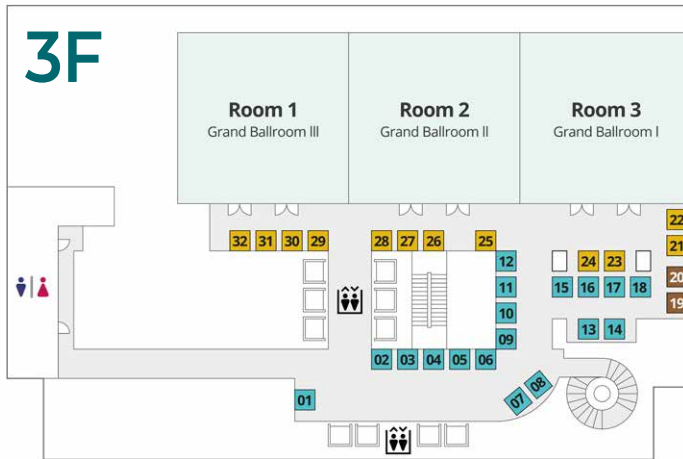 3F
Room 1
Grand Ballroom III
Room 2
Grand Ballroom II
Room 3
Grand Ballroom I
22
32 31 30 29 28 27 26 25 21
12 24 23 20
11 15 16 17 18
10 19
09 13 14
02 03 04 05 06
01 07 08